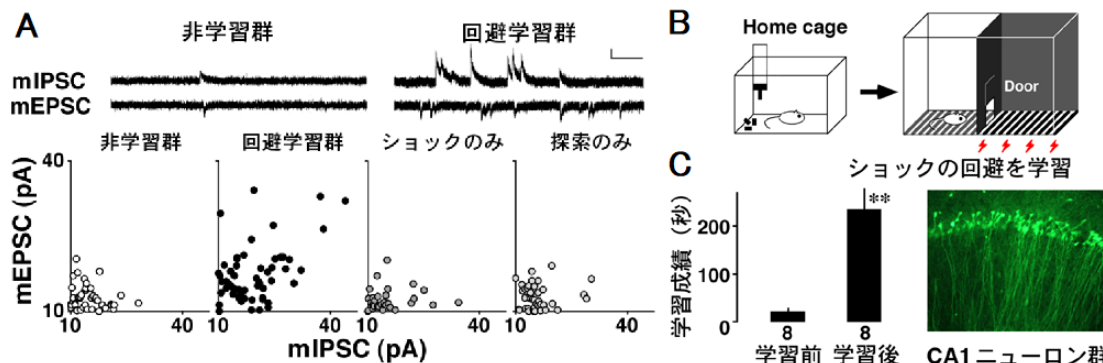 A
非学習群
回避学習群
mIPSC
mEPSC
非学習群
回避学習群
ショックのみ
探索のみ
mEPSC (pA)
40
10
10
40
10
40
10
40
10
40
mIPSC (pA)
B
Home cage
Door
ショックの回避を学習
C
学習成績（秒）
200
100
0
8
8
**
学習前
学習後
CA1ニューロン群